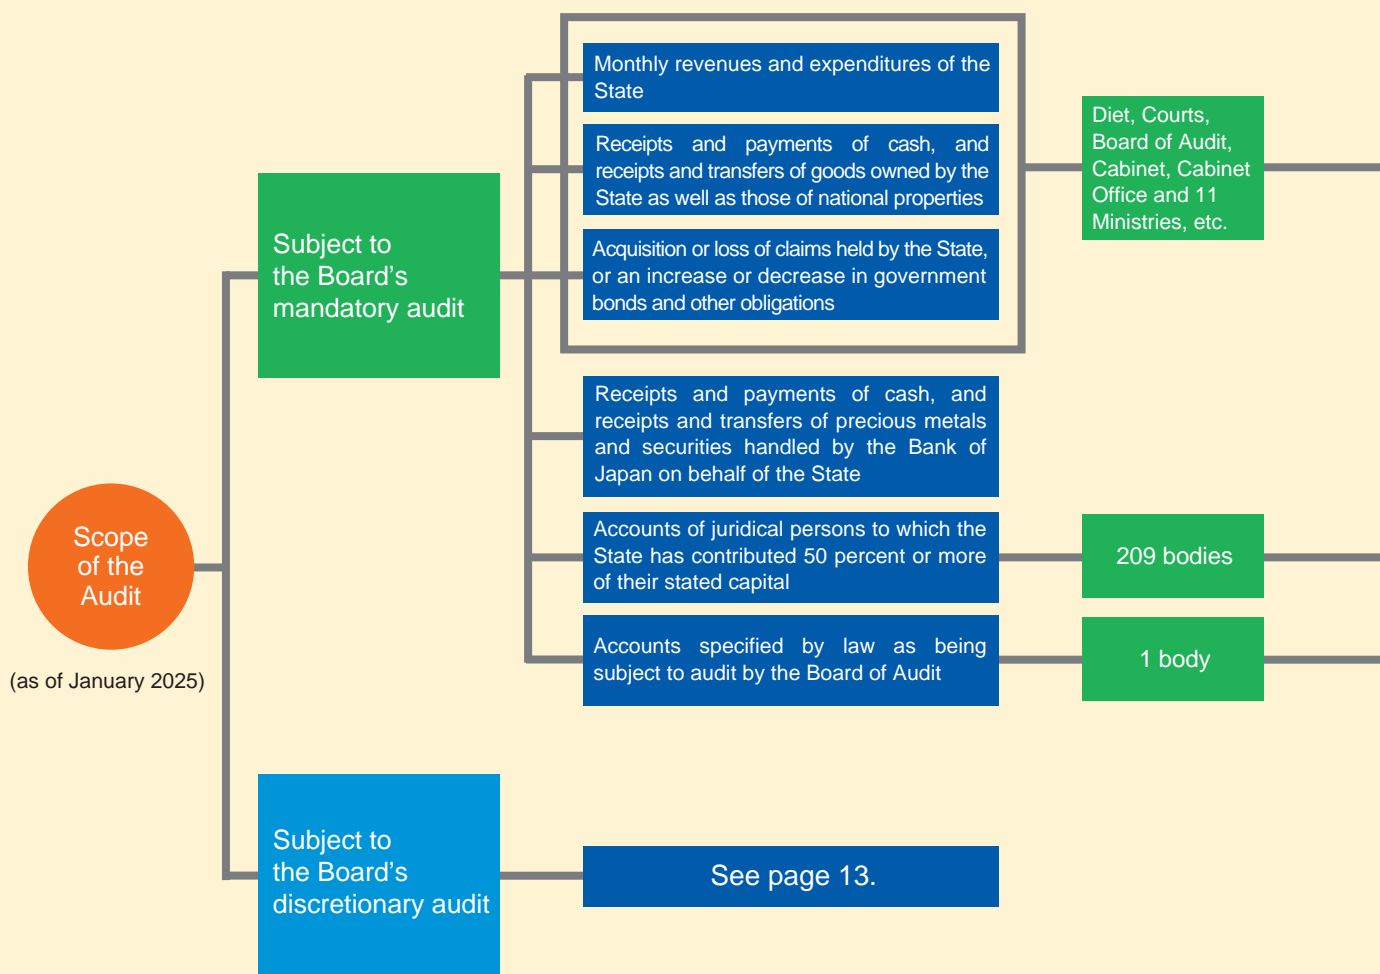 Scope
of the
Audit
(as of January 2025)
Subject to
the Board's
mandatory audit
Monthly revenues and expenditures of the
State
Receipts and payments of cash, and
receipts and transfers of goods owned by the
State as well as those of national properties
Acquisition or loss of claims held by the State,
or an increase or decrease in government
bonds and other obligations
Diet, Courts,
Board of Audit,
Cabinet, Cabinet
Office and 11
Ministries, etc.
Receipts and payments of cash, and
receipts and transfers of precious metals
and securities handled by the Bank of
Japan on behalf of the State
Accounts of juridical persons to which the
State has contributed 50 percent or more
of their stated capital
209 bodies
Accounts specified by law as being
subject to audit by the Board of Audit
1 body
Subject to
the Board's
discretionary audit
See page 13.